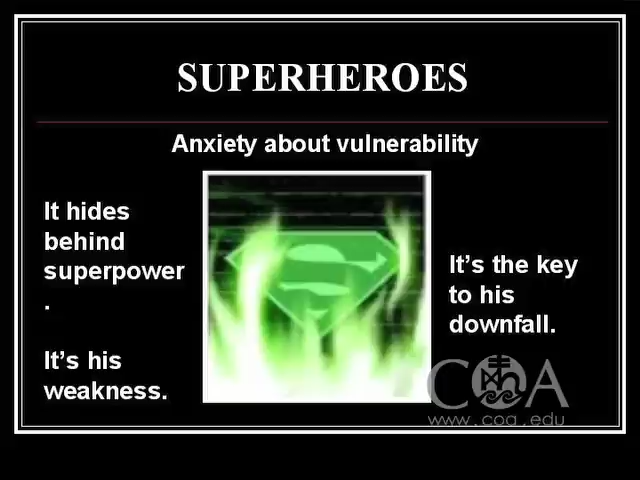 SUPERHEROES
Anxiety about vulnerability
It hides
behind
superpower
.
It’s his
weakness.
It’s the key
to his
downfall.
COA
www.coa.edu